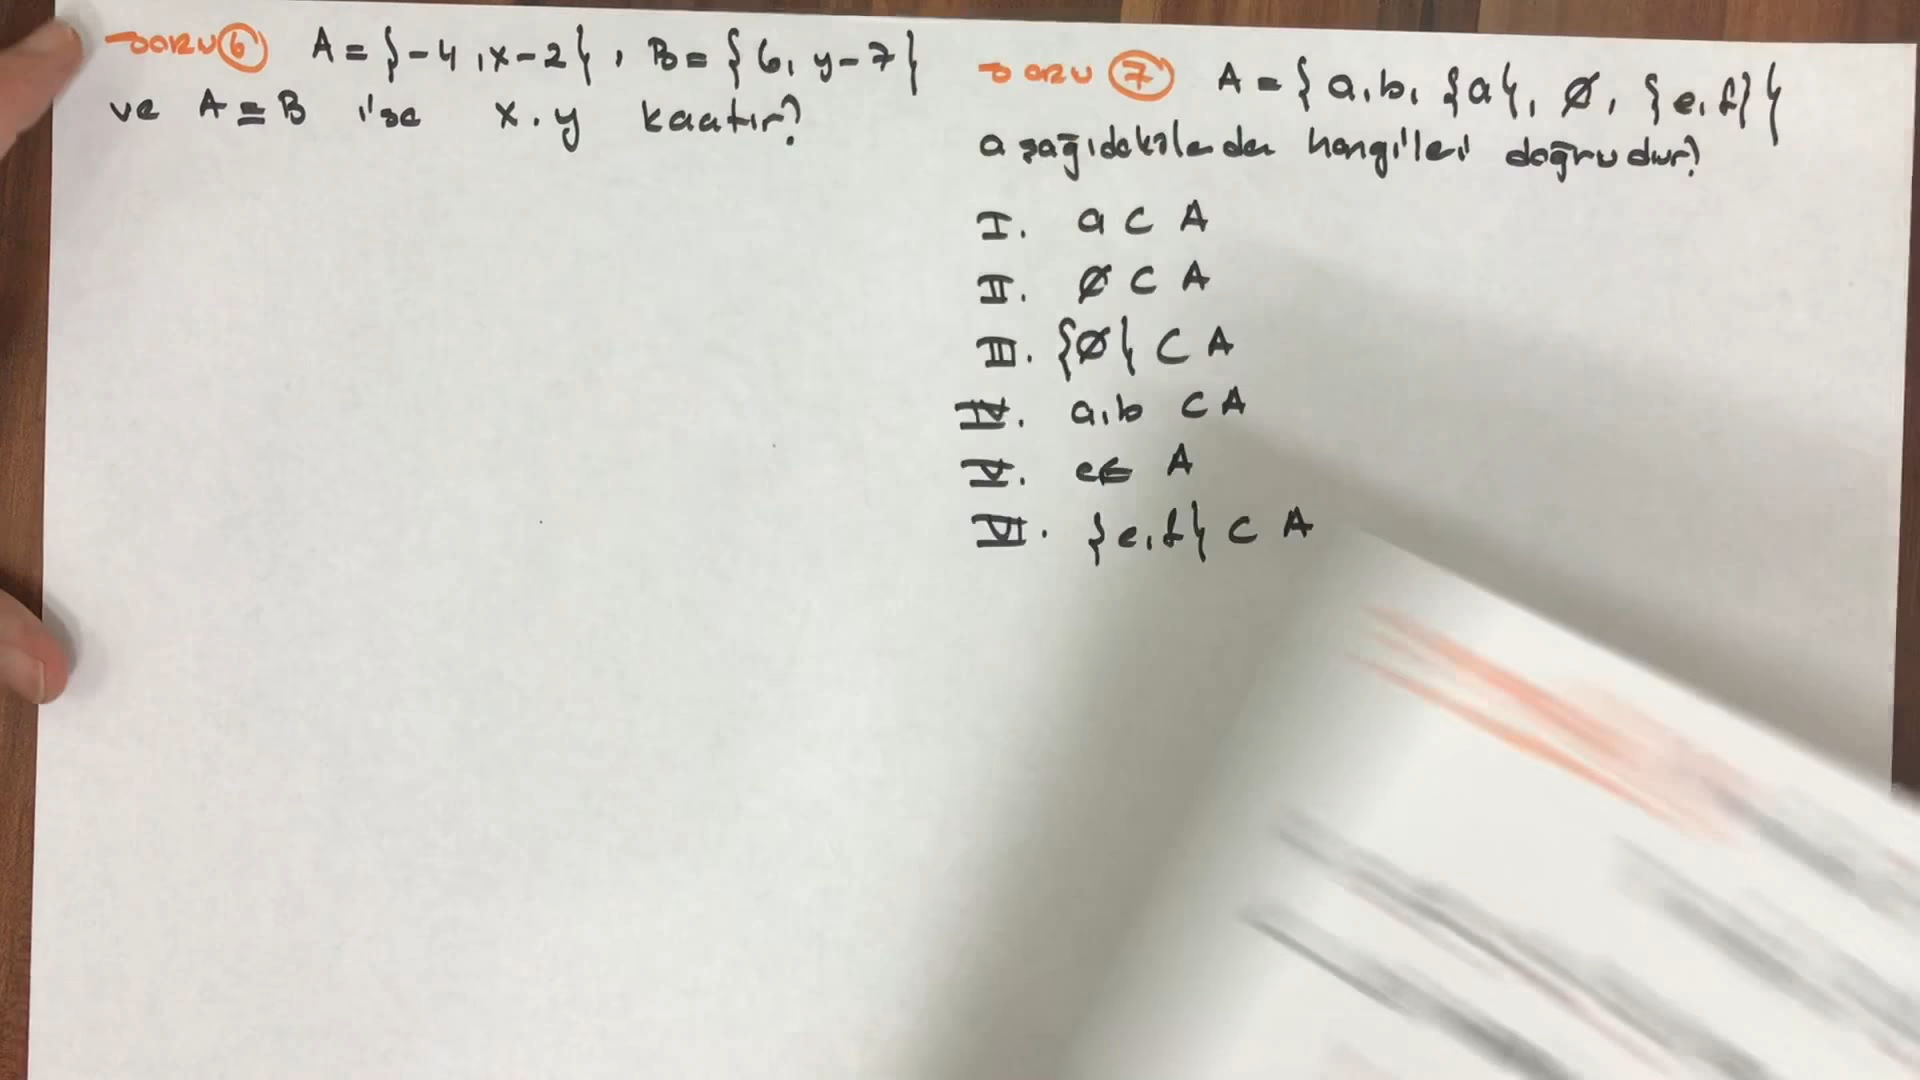 SORU 6 A = {-4, x-2}, B = {6, y-7}
ve A = B ise x.y kaçtır?
SORU 7 A = {a, b, {a}, ∅, {e, f}}
aşağıdakilerden hangileri doğrudur?
I. a ⊂ A
II. ∅ ⊂ A
III. {∅} ⊂ A
IV. a, b ⊂ A
V. e ∈ A
VI. {e, f} ⊂ A